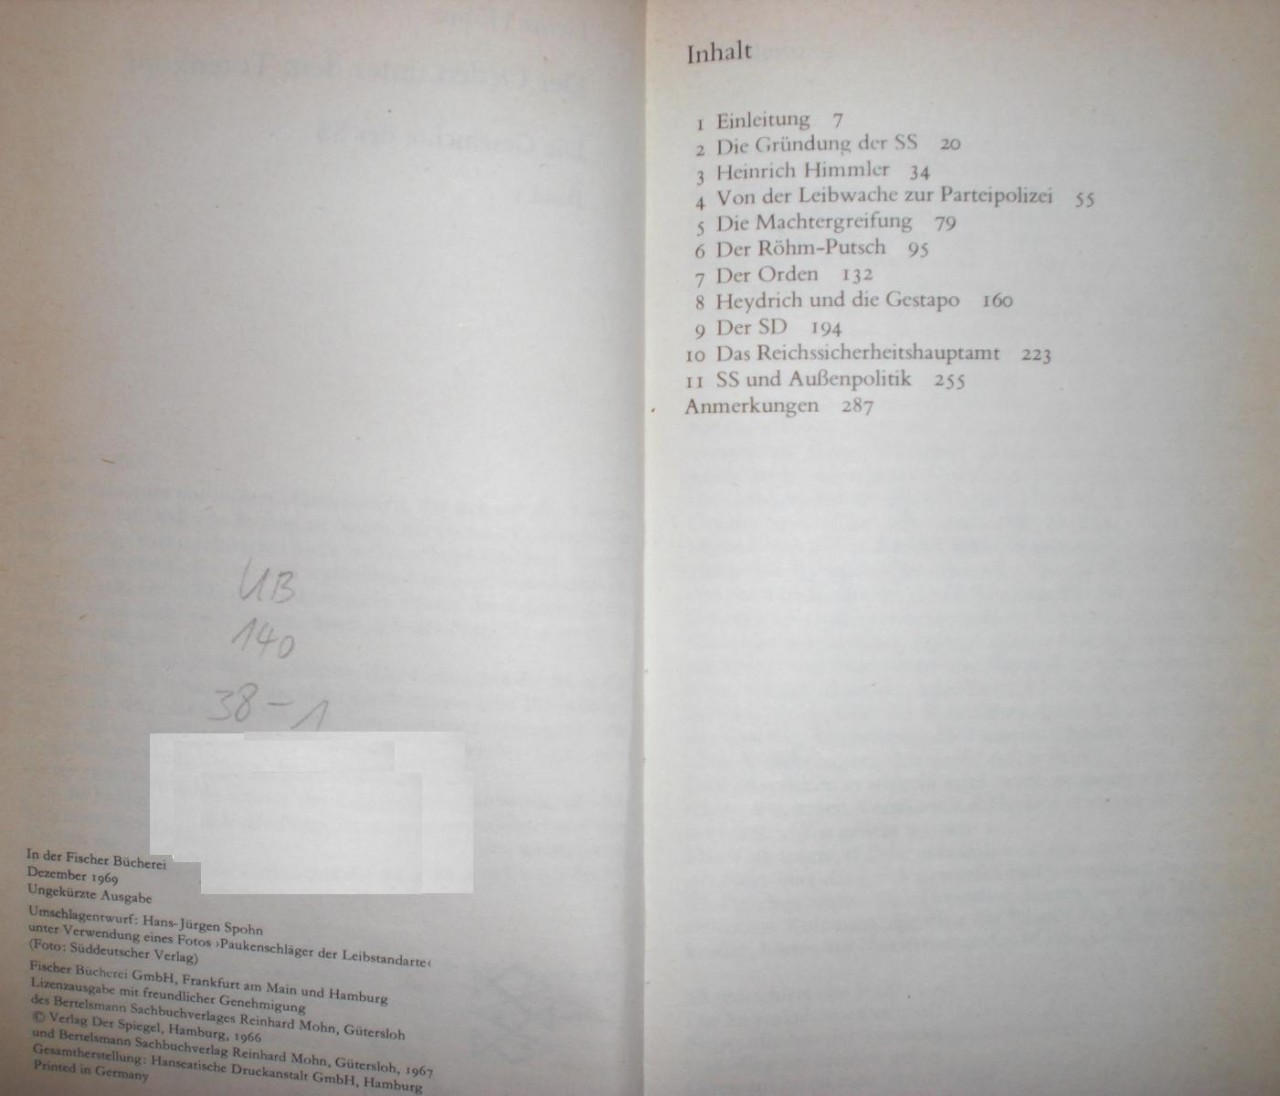 UB
140
38-1
In der Fischer Bücherei
Dezember 1969
Ungekürzte Ausgabe
Umschlagentwurf: Hans-Jürgen Spohn
unter Verwendung eines Fotos ›Paukenschläger der Leibstandarte‹
(Foto: Süddeutscher Verlag)
Fischer Bücherei GmbH, Frankfurt am Main und Hamburg
Lizenzausgabe mit freundlicher Genehmigung
des Bertelsmann Sachbuchverlages Reinhard Mohn, Gütersloh
© Verlag Der Spiegel, Hamburg, 1966
und Bertelsmann Sachbuchverlag Reinhard Mohn, Gütersloh, 1967
Gesamtherstellung: Hanseatische Druckanstalt GmbH, Hamburg
Printed in Germany
Inhalt
1 Einleitung 7
2 Die Gründung der SS 20
3 Heinrich Himmler 34
4 Von der Leibwache zur Parteipolizei 55
5 Die Machtergreifung 79
6 Der Röhm-Putsch 95
7 Der Orden 132
8 Heydrich und die Gestapo 160
9 Der SD 194
10 Das Reichssicherheitshauptamt 223
11 SS und Außenpolitik 255
Anmerkungen 287